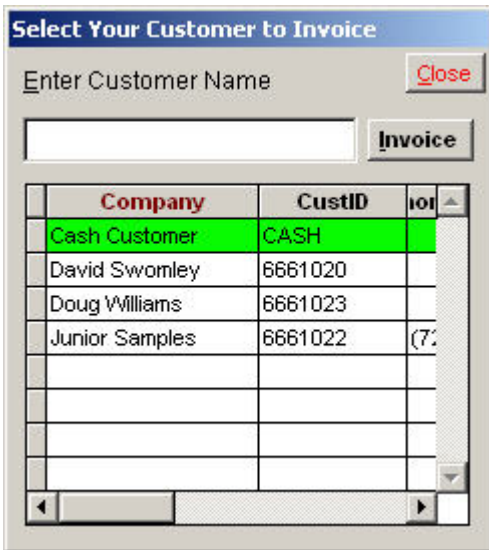 Select Your Customer to Invoice
Enter Customer Name
Close
Invoice
Company CustID
Cash Customer CASH
David Swomley 6661020
Doug Williams 6661023
Junior Samples 6661022 (72